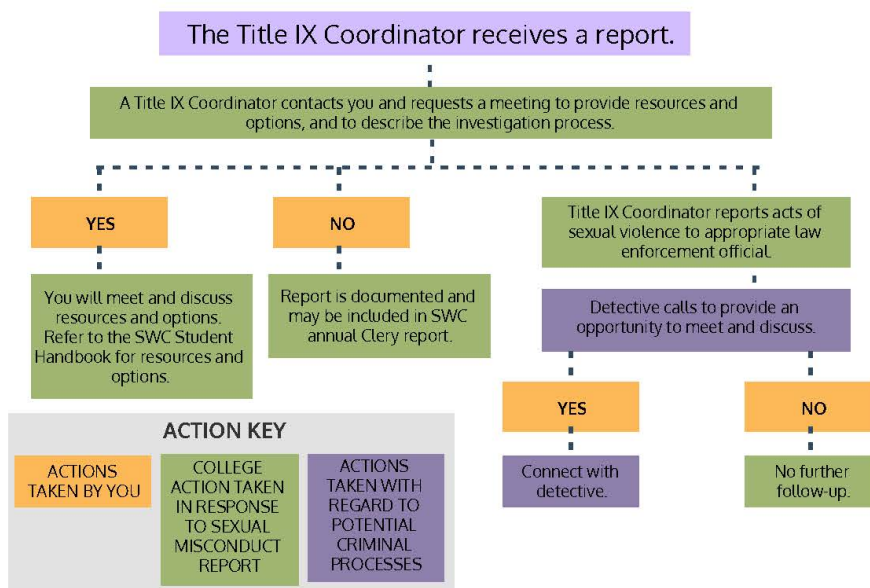 The Title IX Coordinator receives a report.
A Title IX Coordinator contacts you and requests a meeting to provide resources and
options, and to describe the investigation process.
YES
NO
Title IX Coordinator reports acts of
sexual violence to appropriate law
enforcement official.
You will meet and discuss
resources and options.
Refer to the SWC Student
Handbook for resources and
options.
Report is documented and
may be included in SWC
annual Clery report.
Detective calls to provide an
opportunity to meet and discuss.
YES
NO
Connect with
detective.
No further
follow-up.
ACTION KEY
ACTIONS
TAKEN BY YOU
COLLEGE
ACTION TAKEN
IN RESPONSE
TO SEXUAL
MISCONDUCT
REPORT
ACTIONS
TAKEN WITH
REGARD TO
POTENTIAL
CRIMINAL
PROCESSES